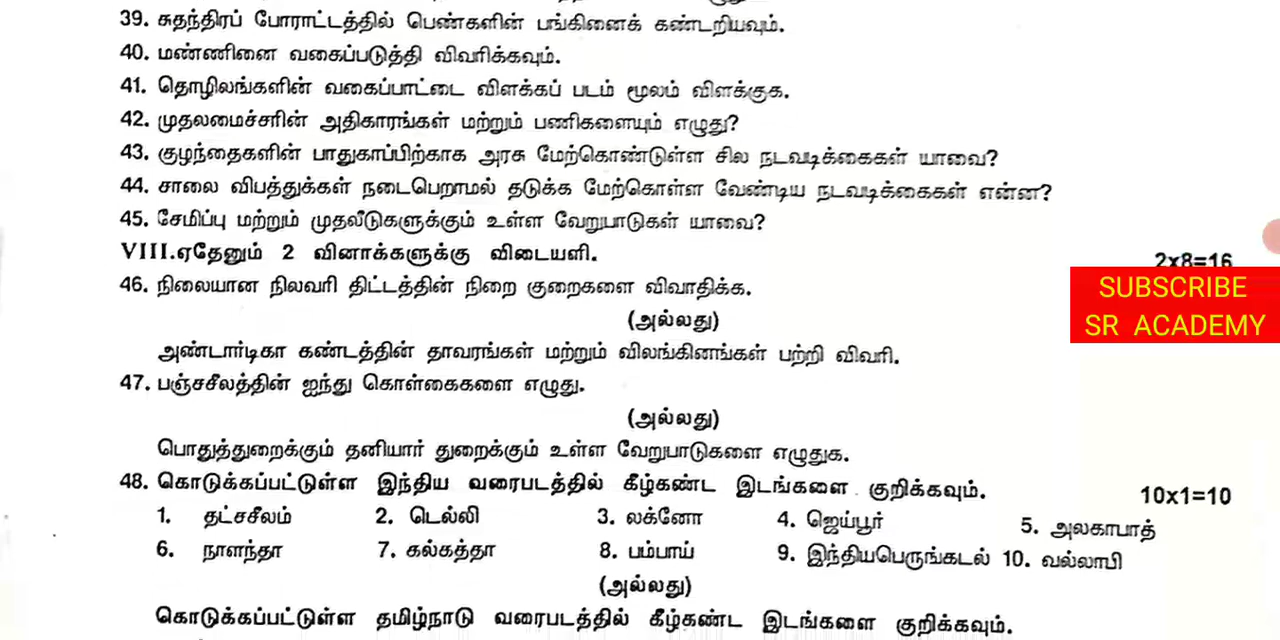 39. சுதந்திரப் போராட்டத்தில் பெண்களின் பங்கினைக் கண்டறியவும்.
40. மண்ணினை வகைப்படுத்தி விவரிக்கவும்.
41. தொழிலங்களின் வகைப்பாட்டை விளக்கப் படம் மூலம் விளக்குக.
42. முதலமைச்சரின் அதிகாரங்கள் மற்றும் பணிகளையும் எழுது?
43. குழந்தைகளின் பாதுகாப்பிற்காக அரசு மேற்கொண்டுள்ள சில நடவடிக்கைகள் யாவை?
44. சாலை விபத்துக்கள் நடைபெறாமல் தடுக்க மேற்கொள்ள வேண்டிய நடவடிக்கைகள் என்ன?
45. சேமிப்பு மற்றும் முதலீடுகளுக்கும் உள்ள வேறுபாடுகள் யாவை?
VIII.ஏதேனும் 2 வினாக்களுக்கு விடையளி. 2x8=16
46. நிலையான நிலவரி திட்டத்தின் நிறை குறைகளை விவாதிக்க.
SUBSCRIBE
SR ACADEMY
(அல்லது)
அண்டார்டிகா கண்டத்தின் தாவரங்கள் மற்றும் விலங்கினங்கள் பற்றி விவரி.
47. பஞ்சசீலத்தின் ஐந்து கொள்கைகளை எழுது.
(அல்லது)
பொதுத்துறைக்கும் தனியார் துறைக்கும் உள்ள வேறுபாடுகளை எழுதுக.
48. கொடுக்கப்பட்டுள்ள இந்திய வரைபடத்தில் கீழ்கண்ட இடங்களை குறிக்கவும். 10x1=10
1. தட்சசீலம் 2. டெல்லி 3. லக்னோ 4. ஜெய்பூர் 5. அலகாபாத்
6. நாளந்தா 7. கல்கத்தா 8. பம்பாய் 9. இந்தியபெருங்கடல் 10. வல்லாபி
(அல்லது)
கொடுக்கப்பட்டுள்ள தமிழ்நாடு வரைபடத்தில் கீழ்கண்ட இடங்களை குறிக்கவும்.